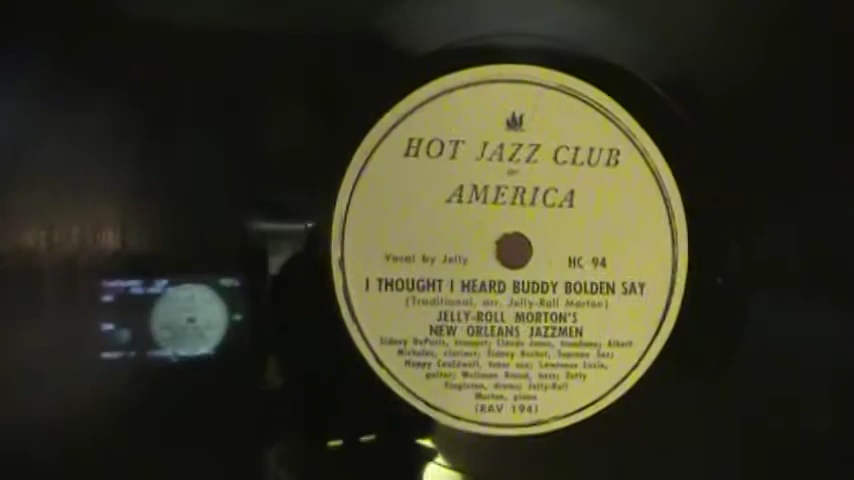 HOT JAZZ CLUB
OF
AMERICA
Vocal by Jelly
HC 94
I THOUGHT I HEARD BUDDY BOLDEN SAY
(Traditional, arr. Jelly-Roll Morton)
JELLY-ROLL MORTON'S
NEW ORLEANS JAZZMEN
Sidney DeParis, trumpet; Claude Jones, trombone; Albert
Nicholas, clarinet; Sidney Bechet, Soprano Sax;
Happy Cauldwell, tenor sax; Lawrence Lucie,
guitar; Wellman Braud, bass; Zutty
Singleton, drums; Jelly-Roll
Morton, piano
(RAV 194)